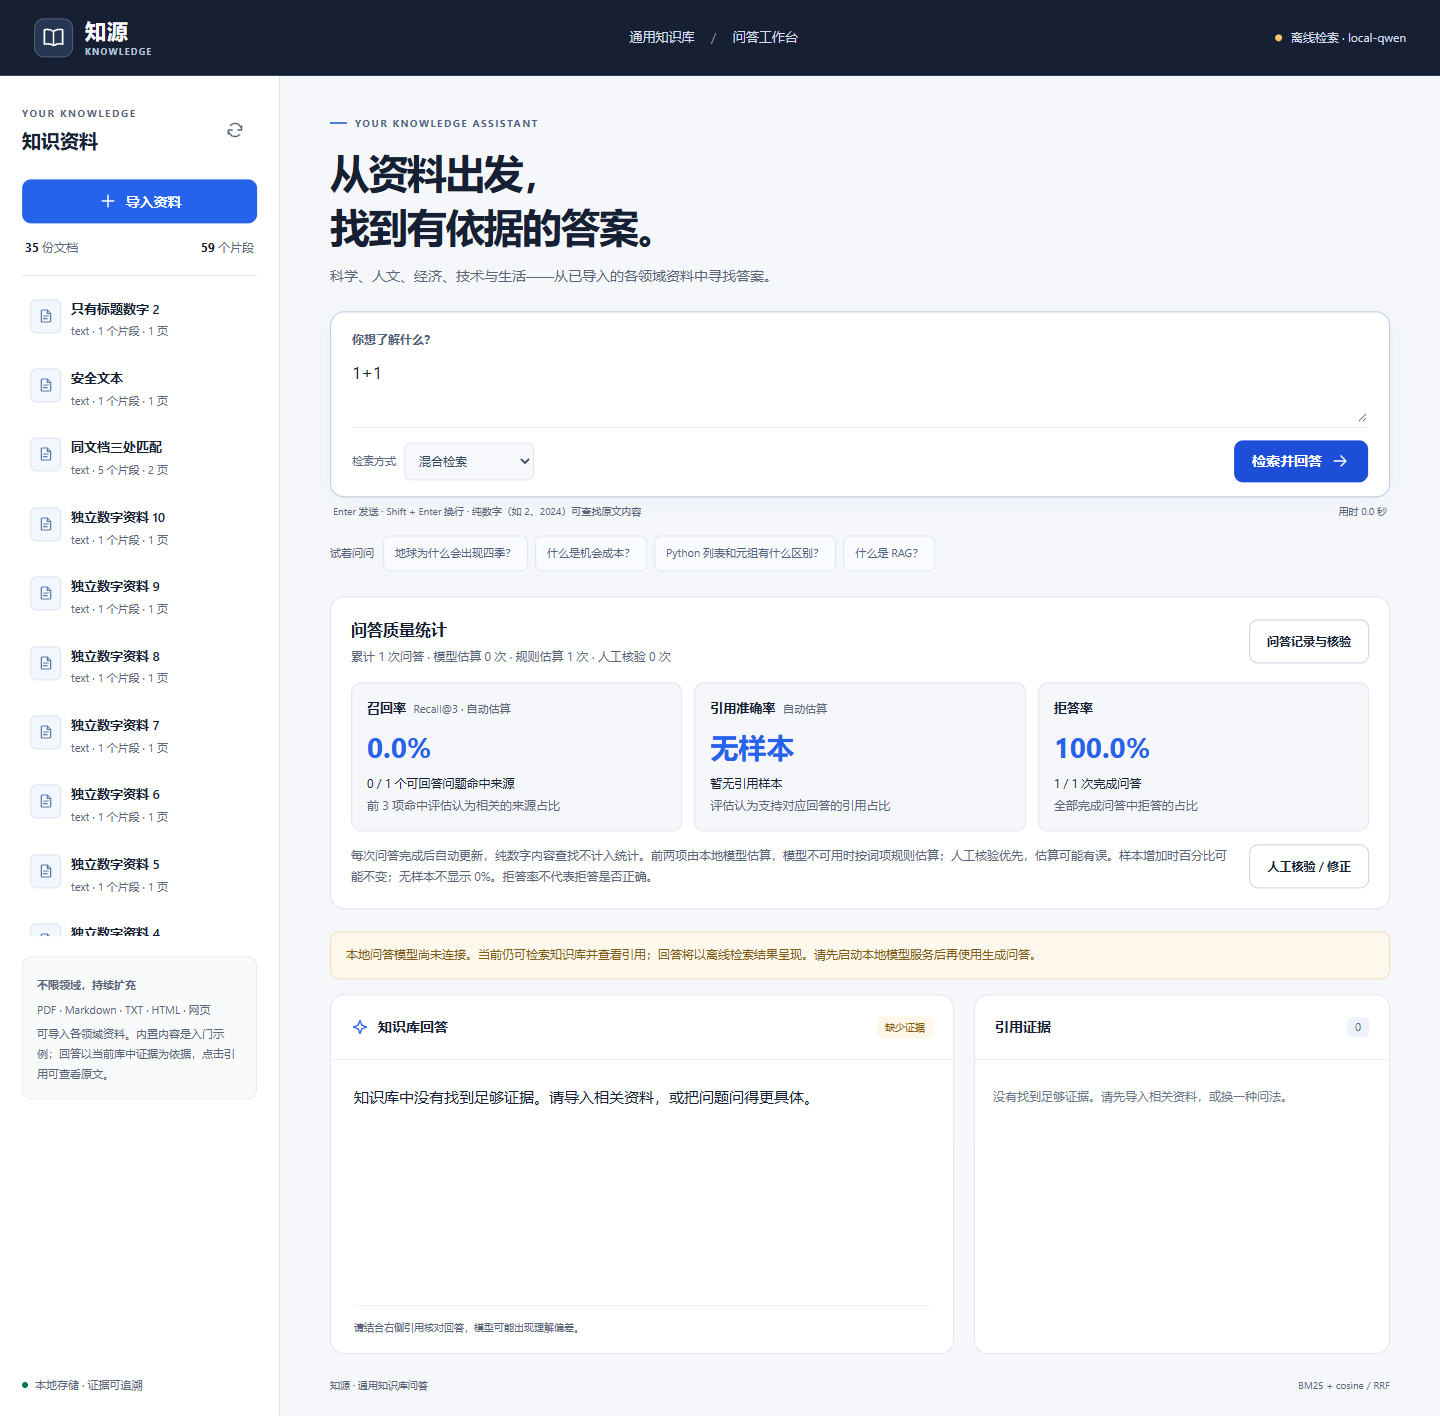 知源
KNOWLEDGE
通用知识库 / 问答工作台
离线检索 · local-qwen
YOUR KNOWLEDGE
知识资料
导入资料
35 份文档
59 个片段
只有标题数字 2
text · 1 个片段 · 1 页
安全文本
text · 1 个片段 · 1 页
同文档三处匹配
text · 5 个片段 · 2 页
独立数字资料 10
text · 1 个片段 · 1 页
独立数字资料 9
text · 1 个片段 · 1 页
独立数字资料 8
text · 1 个片段 · 1 页
独立数字资料 7
text · 1 个片段 · 1 页
独立数字资料 6
text · 1 个片段 · 1 页
独立数字资料 5
text · 1 个片段 · 1 页
独立数字资料 4
不限领域，持续扩充
PDF · Markdown · TXT · HTML · 网页
可导入各领域资料。内置内容是入门示
例；回答以当前库中证据为依据，点击引
用可查看原文。
本地存储 · 证据可追溯
YOUR KNOWLEDGE ASSISTANT
从资料出发，
找到有依据的答案。
科学、人文、经济、技术与生活——从已导入的各领域资料中寻找答案。
你想了解什么？
1+1
检索方式
混合检索
检索并回答
Enter 发送 · Shift + Enter 换行 · 纯数字（如 2、2024）可查找原文内容
用时 0.0 秒
试着问问
地球为什么会出现四季？
什么是机会成本？
Python 列表和元组有什么区别？
什么是 RAG？
问答质量统计
累计 1 次问答 · 模型估算 0 次 · 规则估算 1 次 · 人工核验 0 次
问答记录与核验
召回率 Recall@3 · 自动估算
0.0%
0 / 1 个可回答问题命中来源
前 3 项命中评估认为相关的来源占比
引用准确率 自动估算
无样本
暂无引用样本
评估认为支持对应回答的引用占比
拒答率
100.0%
1 / 1 次完成问答
全部完成问答中拒答的占比
每次问答完成后自动更新，纯数字内容查找不计入统计。前两项由本地模型估算，模型不可用时按词项规则估算；人工核验优先，估算可能有误。样本增加时百分比可
能不变；无样本不显示 0%。拒答率不代表拒答是否正确。
人工核验 / 修正
本地问答模型尚未连接。当前仍可检索知识库并查看引用；回答将以离线检索结果呈现。请先启动本地模型服务后再使用生成问答。
知识库回答
缺少证据
知识库中没有找到足够证据。请导入相关资料，或把问题问得更具体。
请结合右侧引用核对回答，模型可能出现理解偏差。
引用证据
0
没有找到足够证据。请先导入相关资料，或换一种问法。
知源 · 通用知识库问答
BM25 + cosine / RRF